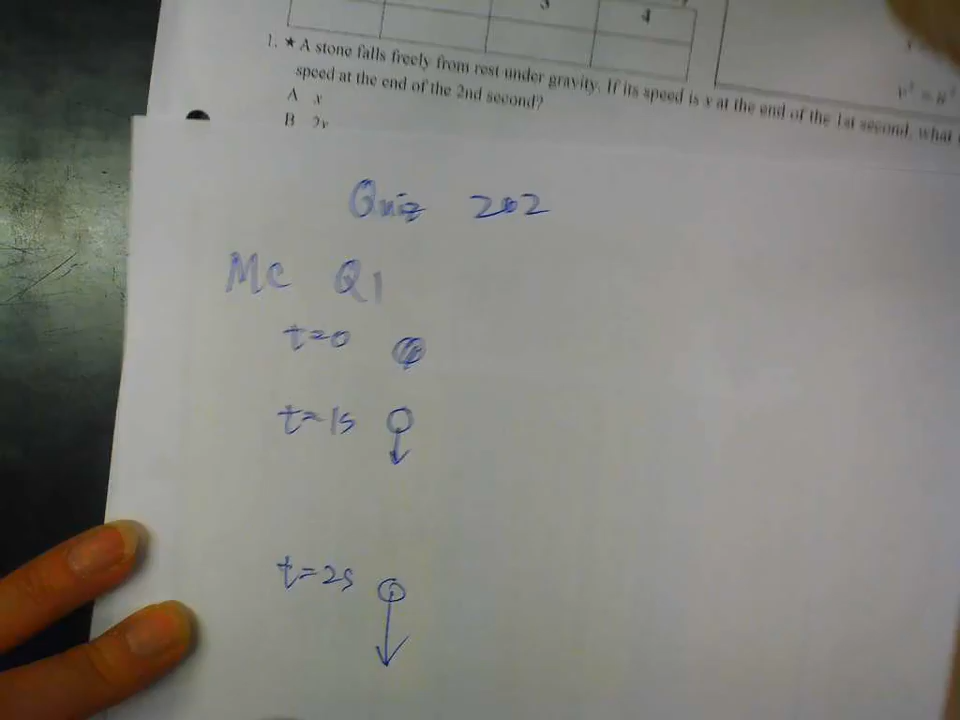 3
4
1. ★ A stone falls freely from rest under gravity. If its speed is v at the end of the 1st second, what
speed at the end of the 2nd second?
A v
B 2v
Quiz 202
MC Q1
t=0
t=1s
t=2s